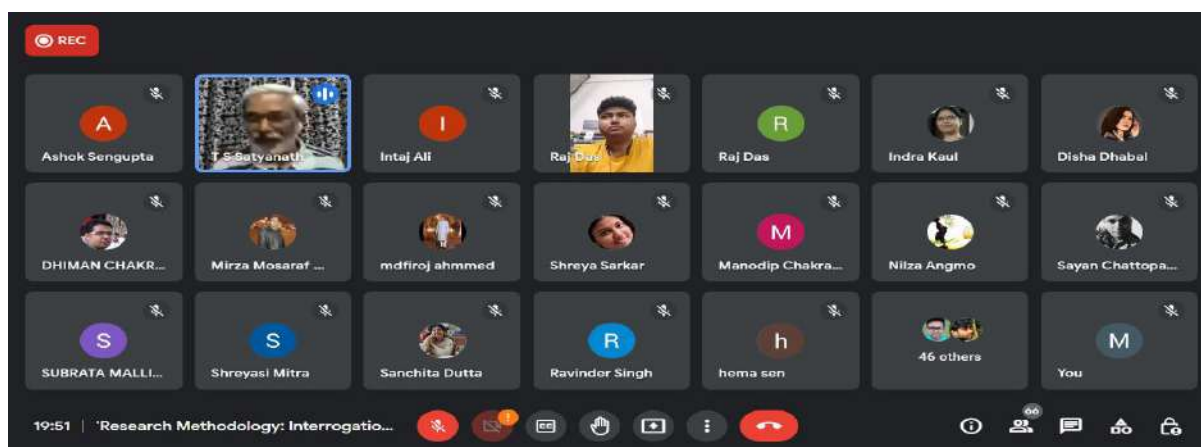 REC
A
Ashok Sengupta
T S Satyanath
I
Intaj Ali
Raj Das
R
Raj Das
Indra Kaul
Disha Dhabal
DHIMAN CHAKR...
Mirza Mosaraf ...
mdfiroj ahmmed
Shreya Sarkar
M
Manodip Chakra...
Nilza Angmo
Sayan Chattopa...
S
SUBRATA MALLI...
S
Shreyasi Mitra
Sanchita Dutta
R
Ravinder Singh
h
hema sen
46 others
M
You
19:51 | 'Research Methodology: Interrogatio...
!
CC
66